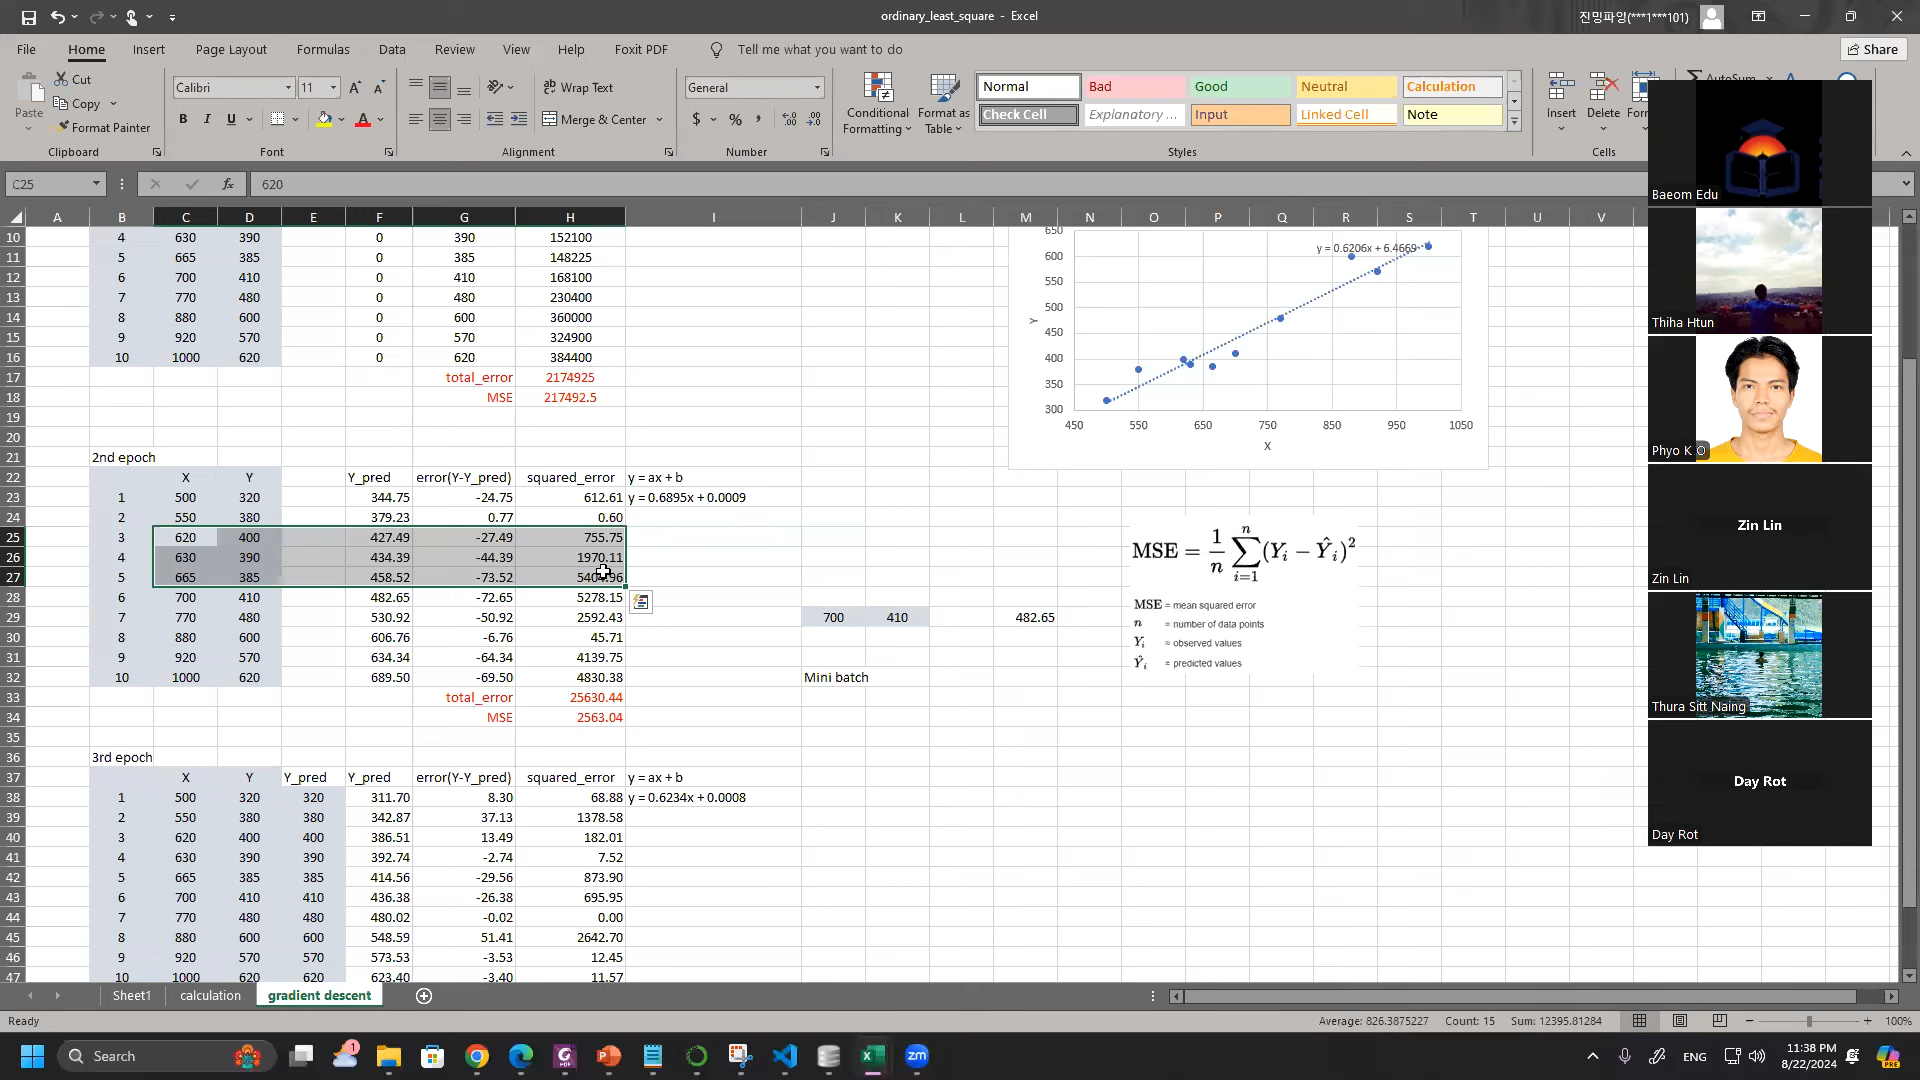 ordinary_least_square - Excel
진밍파잉(***1***101)
File Home Insert Page Layout Formulas Data Review View Help Foxit PDF Tell me what you want to do
Share
Paste
Cut
Copy
Format Painter
Clipboard
Calibri 11
B I U
Font
Wrap Text
Merge & Center
Alignment
General
$ % ,
Number
Conditional Formatting
Format as Table
Normal Bad Good Neutral Calculation
Check Cell Explanatory ... Input Linked Cell Note
Styles
Insert Delete Form
Cells
AutoSum
C25 fx 620
A B C D E F G H I J K L M N O P Q R S T U V
10 4 630 390 0 390 152100
11 5 665 385 0 385 148225
12 6 700 410 0 410 168100
13 7 770 480 0 480 230400
14 8 880 600 0 600 360000
15 9 920 570 0 570 324900
16 10 1000 620 0 620 384400
17 total_error 2174925
18 MSE 217492.5
19
20
21 2nd epoch
22 X Y Y_pred error(Y-Y_pred) squared_error y = ax + b
23 1 500 320 344.75 -24.75 612.61 y = 0.6895x + 0.0009
24 2 550 380 379.23 0.77 0.60
25 3 620 400 427.49 -27.49 755.75
26 4 630 390 434.39 -44.39 1970.11
27 5 665 385 458.52 -73.52
28 6 700 410 482.65 -72.65 5278.15
29 7 770 480 530.92 -50.92 2592.43 700 410 482.65
30 8 880 600 606.76 -6.76 45.71
31 9 920 570 634.34 -64.34 4139.75
32 10 1000 620 689.50 -69.50 4830.38 Mini batch
33 total_error 25630.44
34 MSE 2563.04
35
36 3rd epoch
37 X Y Y_pred Y_pred error(Y-Y_pred) squared_error y = ax + b
38 1 500 320 320 311.70 8.30 68.88 y = 0.6234x + 0.0008
39 2 550 380 380 342.87 37.13 1378.58
40 3 620 400 400 386.51 13.49 182.01
41 4 630 390 390 392.74 -2.74 7.52
42 5 665 385 385 414.56 -29.56 873.90
43 6 700 410 410 436.38 -26.38 695.95
44 7 770 480 480 480.02 -0.02 0.00
45 8 880 600 600 548.59 51.41 2642.70
46 9 920 570 570 573.53 -3.53 12.45
47 10 1000 620 620 623.40 -3.40 11.57
650
y = 0.6206x + 6.4669
600
550
500
Y
450
400
350
300
450 550 650 750 850 950 1050
X
MSE = 1/n ∑ i=1 n (Yi − Ŷi)²
MSE = mean squared error
n = number of data points
Yi = observed values
Ŷi = predicted values
Baeom Edu
Thiha Htun
Phyo K O
Zin Lin
Zin Lin
Thura Sitt Naing
Day Rot
Day Rot
Sheet1 calculation gradient descent
Ready
Average: 826.3875227 Count: 15 Sum: 12395.81284
100%
Search
1
zm
ENG
11:38 PM
8/22/2024
PRE